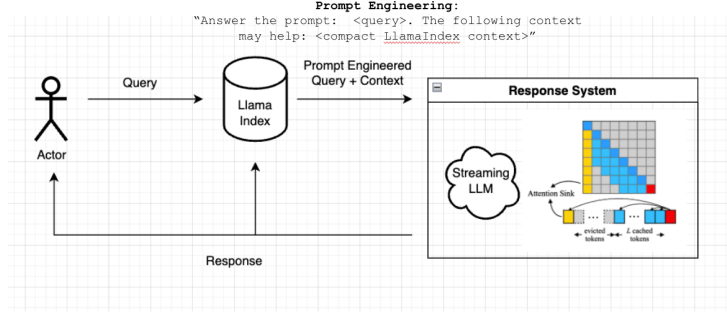 Prompt Engineering:
“Answer the prompt: <query>. The following context
may help: <compact LlamaIndex context>”
Query
Prompt Engineered
Query + Context
Llama
Index
Actor
Response System
Streaming
LLM
Attention Sink
...
...
evicted
tokens
L cached
tokens
Response